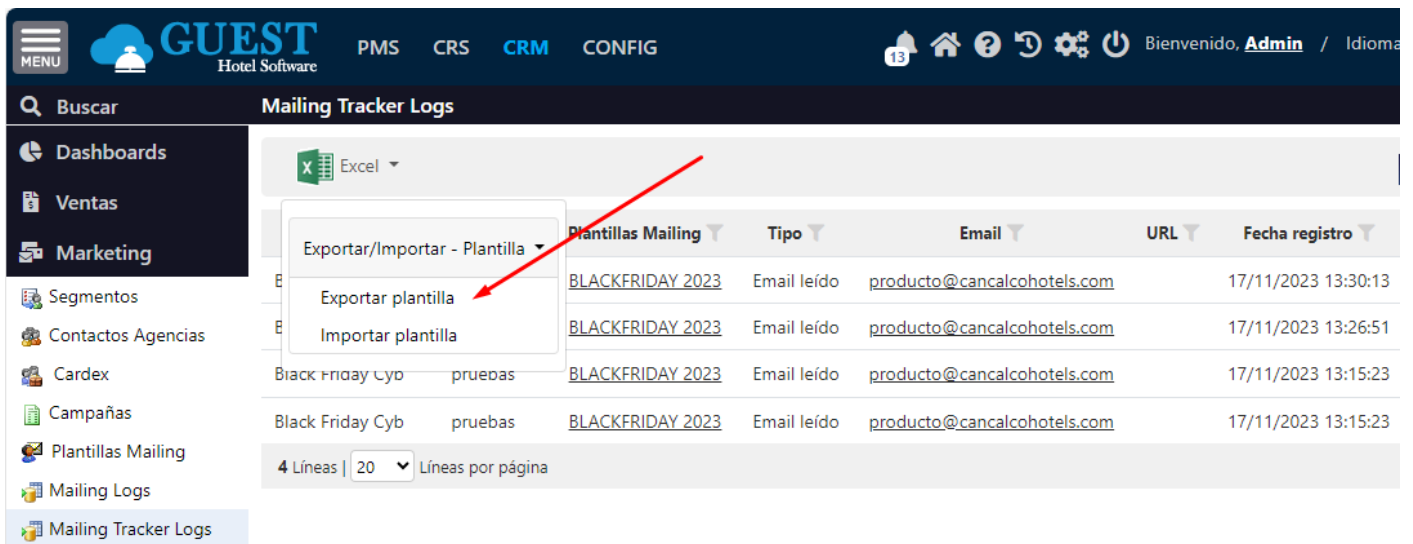 MENU
GUEST
Hotel Software
PMS CRS CRM CONFIG
13
Bienvenido, Admin / Idioma
Buscar
Mailing Tracker Logs
Dashboards
Ventas
Marketing
Segmentos
Contactos Agencias
Cardex
Campañas
Plantillas Mailing
Mailing Logs
Mailing Tracker Logs
Excel
Exportar/Importar - Plantilla
Exportar plantilla
Importar plantilla
Plantillas Mailing Tipo Email URL Fecha registro
B BLACKFRIDAY 2023 Email leído producto@cancalcohotels.com 17/11/2023 13:30:13
B BLACKFRIDAY 2023 Email leído producto@cancalcohotels.com 17/11/2023 13:26:51
Black Friday Cyb pruebas BLACKFRIDAY 2023 Email leído producto@cancalcohotels.com 17/11/2023 13:15:23
Black Friday Cyb pruebas BLACKFRIDAY 2023 Email leído producto@cancalcohotels.com 17/11/2023 13:15:23
4 Líneas | 20 Líneas por página